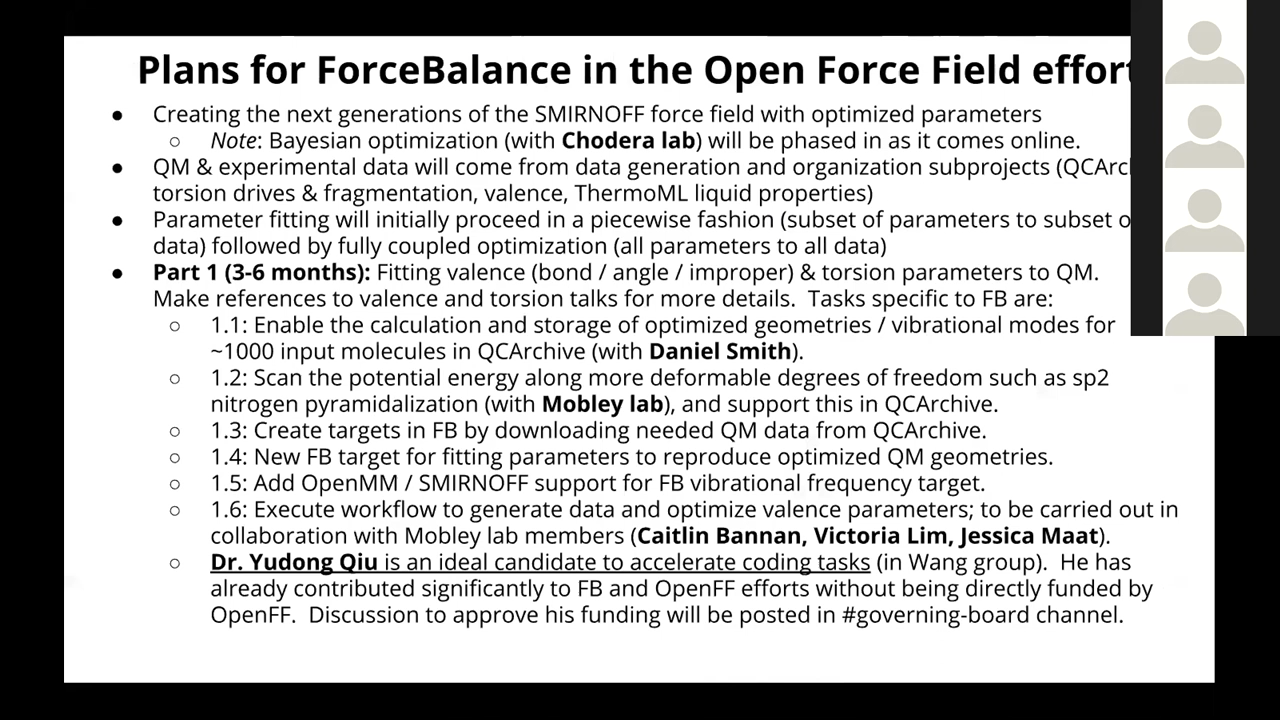 Plans for ForceBalance in the Open Force Field effort
● Creating the next generations of the SMIRNOFF force field with optimized parameters
○ Note: Bayesian optimization (with Chodera lab) will be phased in as it comes online.
● QM & experimental data will come from data generation and organization subprojects (QCArc
torsion drives & fragmentation, valence, ThermoML liquid properties)
● Parameter fitting will initially proceed in a piecewise fashion (subset of parameters to subset o
data) followed by fully coupled optimization (all parameters to all data)
● Part 1 (3-6 months): Fitting valence (bond / angle / improper) & torsion parameters to QM.
Make references to valence and torsion talks for more details. Tasks specific to FB are:
○ 1.1: Enable the calculation and storage of optimized geometries / vibrational modes for
~1000 input molecules in QCArchive (with Daniel Smith).
○ 1.2: Scan the potential energy along more deformable degrees of freedom such as sp2
nitrogen pyramidalization (with Mobley lab), and support this in QCArchive.
○ 1.3: Create targets in FB by downloading needed QM data from QCArchive.
○ 1.4: New FB target for fitting parameters to reproduce optimized QM geometries.
○ 1.5: Add OpenMM / SMIRNOFF support for FB vibrational frequency target.
○ 1.6: Execute workflow to generate data and optimize valence parameters; to be carried out in
collaboration with Mobley lab members (Caitlin Bannan, Victoria Lim, Jessica Maat).
○ Dr. Yudong Qiu is an ideal candidate to accelerate coding tasks (in Wang group). He has
already contributed significantly to FB and OpenFF efforts without being directly funded by
OpenFF. Discussion to approve his funding will be posted in #governing-board channel.